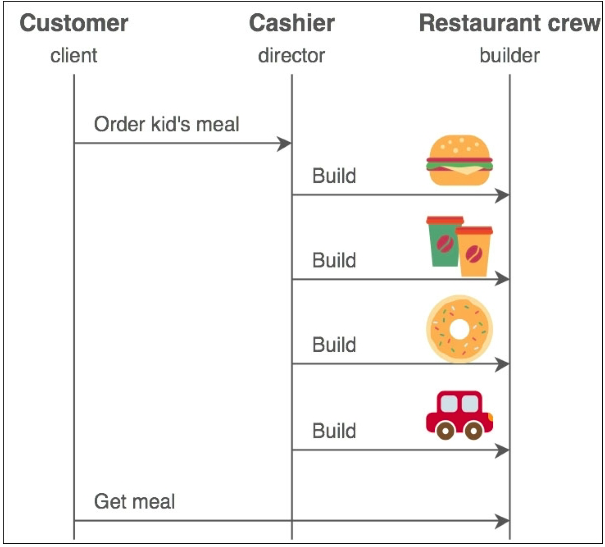 Customer Cashier Restaurant crew
client director builder
Order kid's meal
Build
Build
Build
Build
Get meal